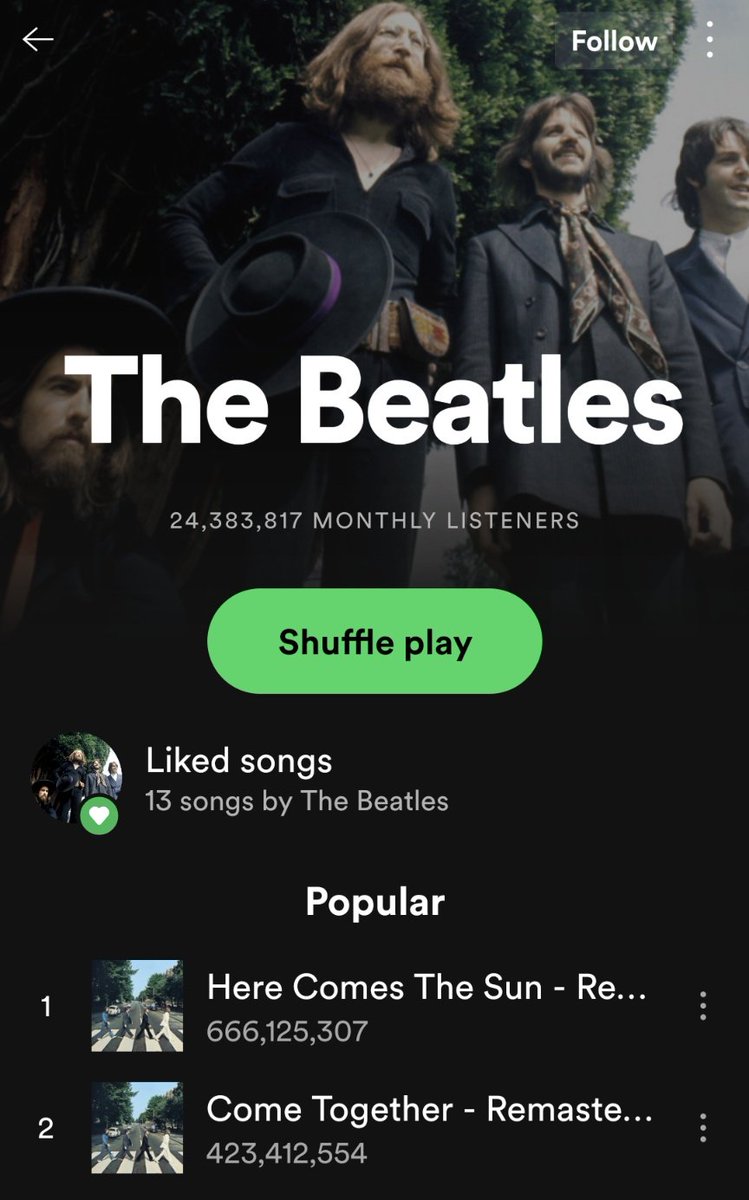 Follow
The Beatles
24,383,817 MONTHLY LISTENERS
Shuffle play
Liked songs
13 songs by The Beatles
Popular
1
Here Comes The Sun - Re...
666,125,307
2
Come Together - Remaste...
423,412,554